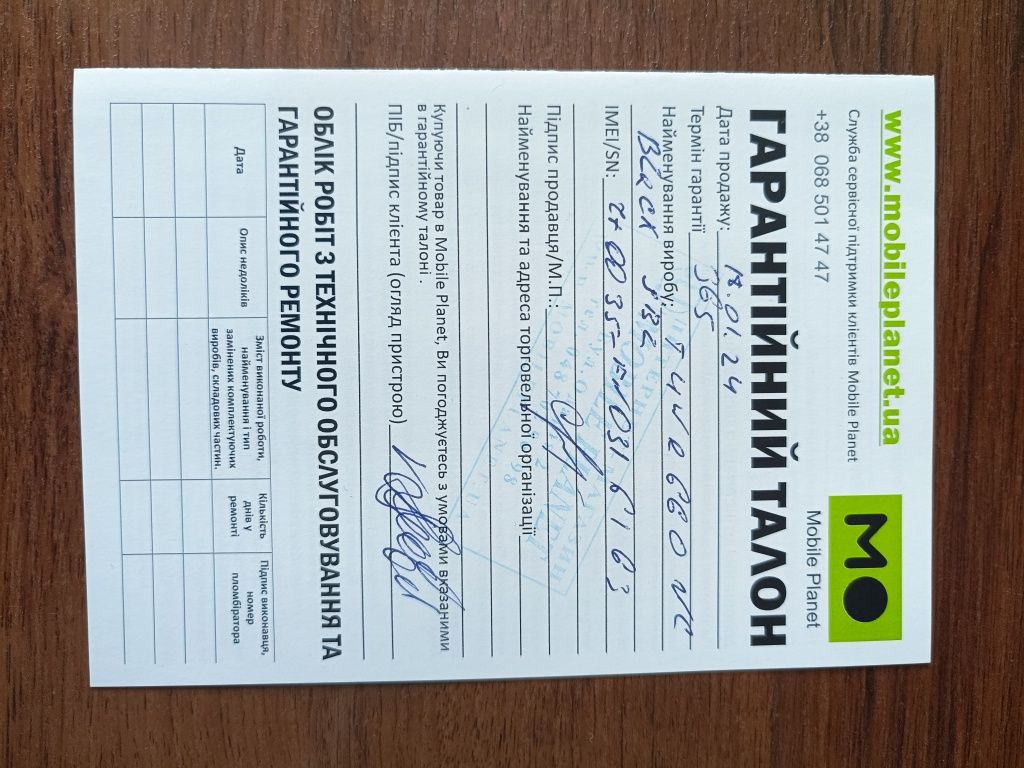 www.mobileplanet.ua
Служба сервісної підтримки клієнтів Mobile Planet
+38 068 501 47 47
MO
Mobile Planet
ГАРАНТІЙНИЙ ТАЛОН
Дата продажу: 18.01.24
Термін гарантії 365
Найменування виробу:
Black
IMEI/SN:
Підпис продавця/М.П.:
Найменування та адреса торговельної організації
Купуючи товар в Mobile Planet, Ви погоджуєтесь з умовами вказаними
в гарантійному талоні .
ПІБ/підпис клієнта (огляд пристрою)
ОБЛІК РОБІТ З ТЕХНІЧНОГО ОБСЛУГОВУВАННЯ ТА
ГАРАНТІЙНОГО РЕМОНТУ
Дата
Опис недоліків
Зміст виконаної роботи,
найменування і тип
замінених комплектуючих
виробів, складових частин.
Кількість
днів у
ремонті
Підпис виконавця,
номер
пломбіратора